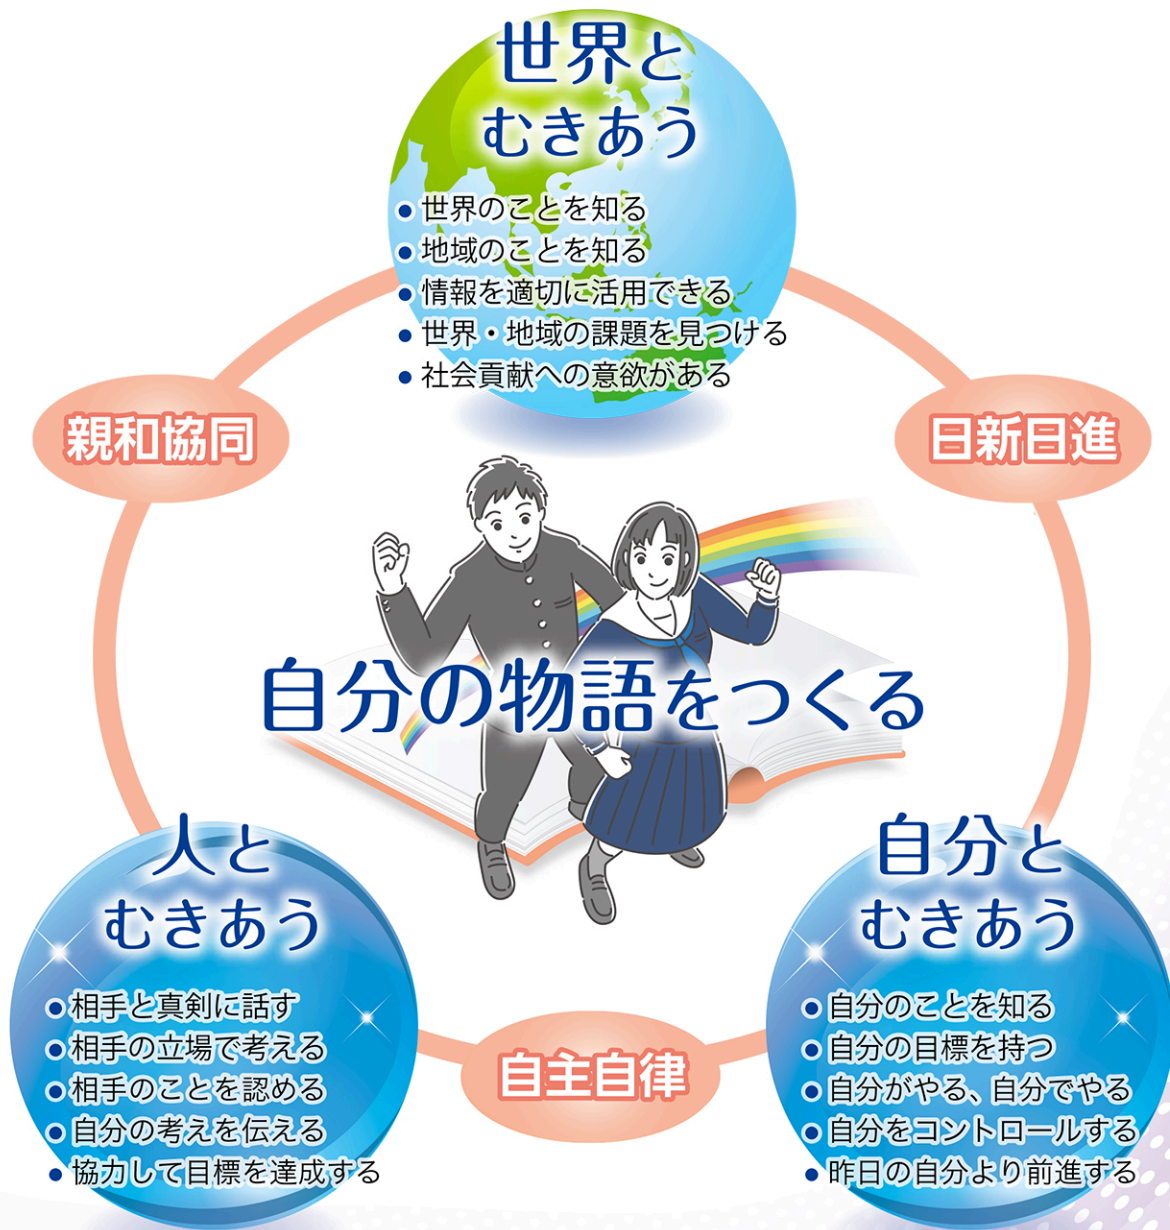 世界と
むきあう
● 世界のことを知る
● 地域のことを知る
● 情報を適切に活用できる
● 世界・地域の課題を見つける
● 社会貢献への意欲がある
親和協同
日新日進
自分の物語をつくる
人と
むきあう
● 相手と真剣に話す
● 相手の立場で考える
● 相手のことを認める
● 自分の考えを伝える
● 協力して目標を達成する
自主自律
自分と
むきあう
● 自分のことを知る
● 自分の目標を持つ
● 自分がやる、自分でやる
● 自分をコントロールする
● 昨日の自分より前進する